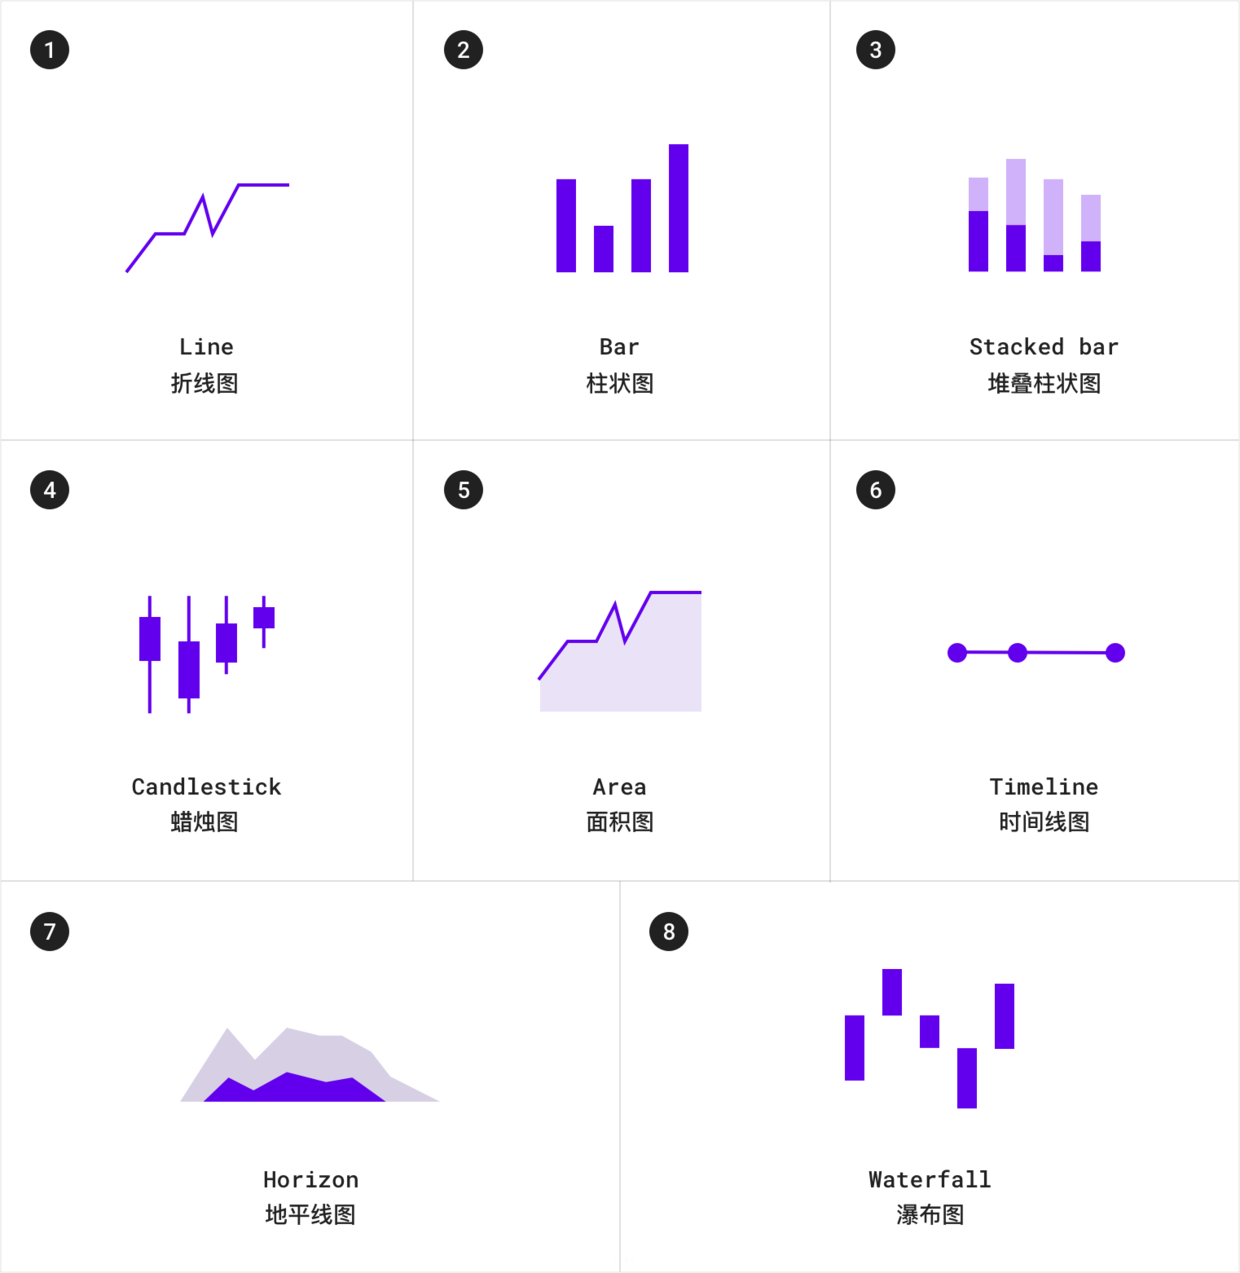 1
2
3
Line
折线图
Bar
柱状图
Stacked bar
堆叠柱状图
4
5
6
Candlestick
蜡烛图
Area
面积图
Timeline
时间线图
7
8
Horizon
地平线图
Waterfall
瀑布图